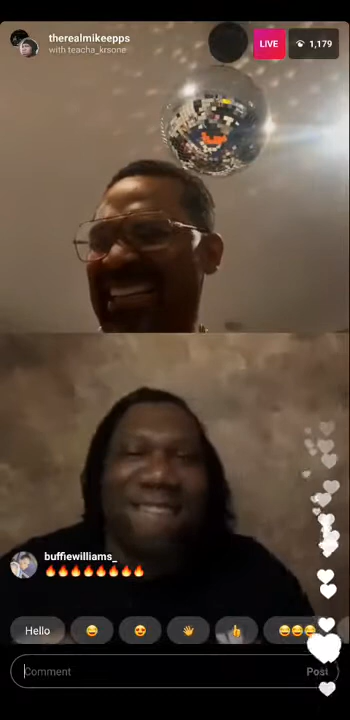 therealmikeepps
with teacha_krsone
LIVE
1,179
buffiewilliams_
🔥🔥🔥🔥🔥🔥🔥🔥
Hello
😂
😍
👋
👆
😂😂😂
Comment
Post